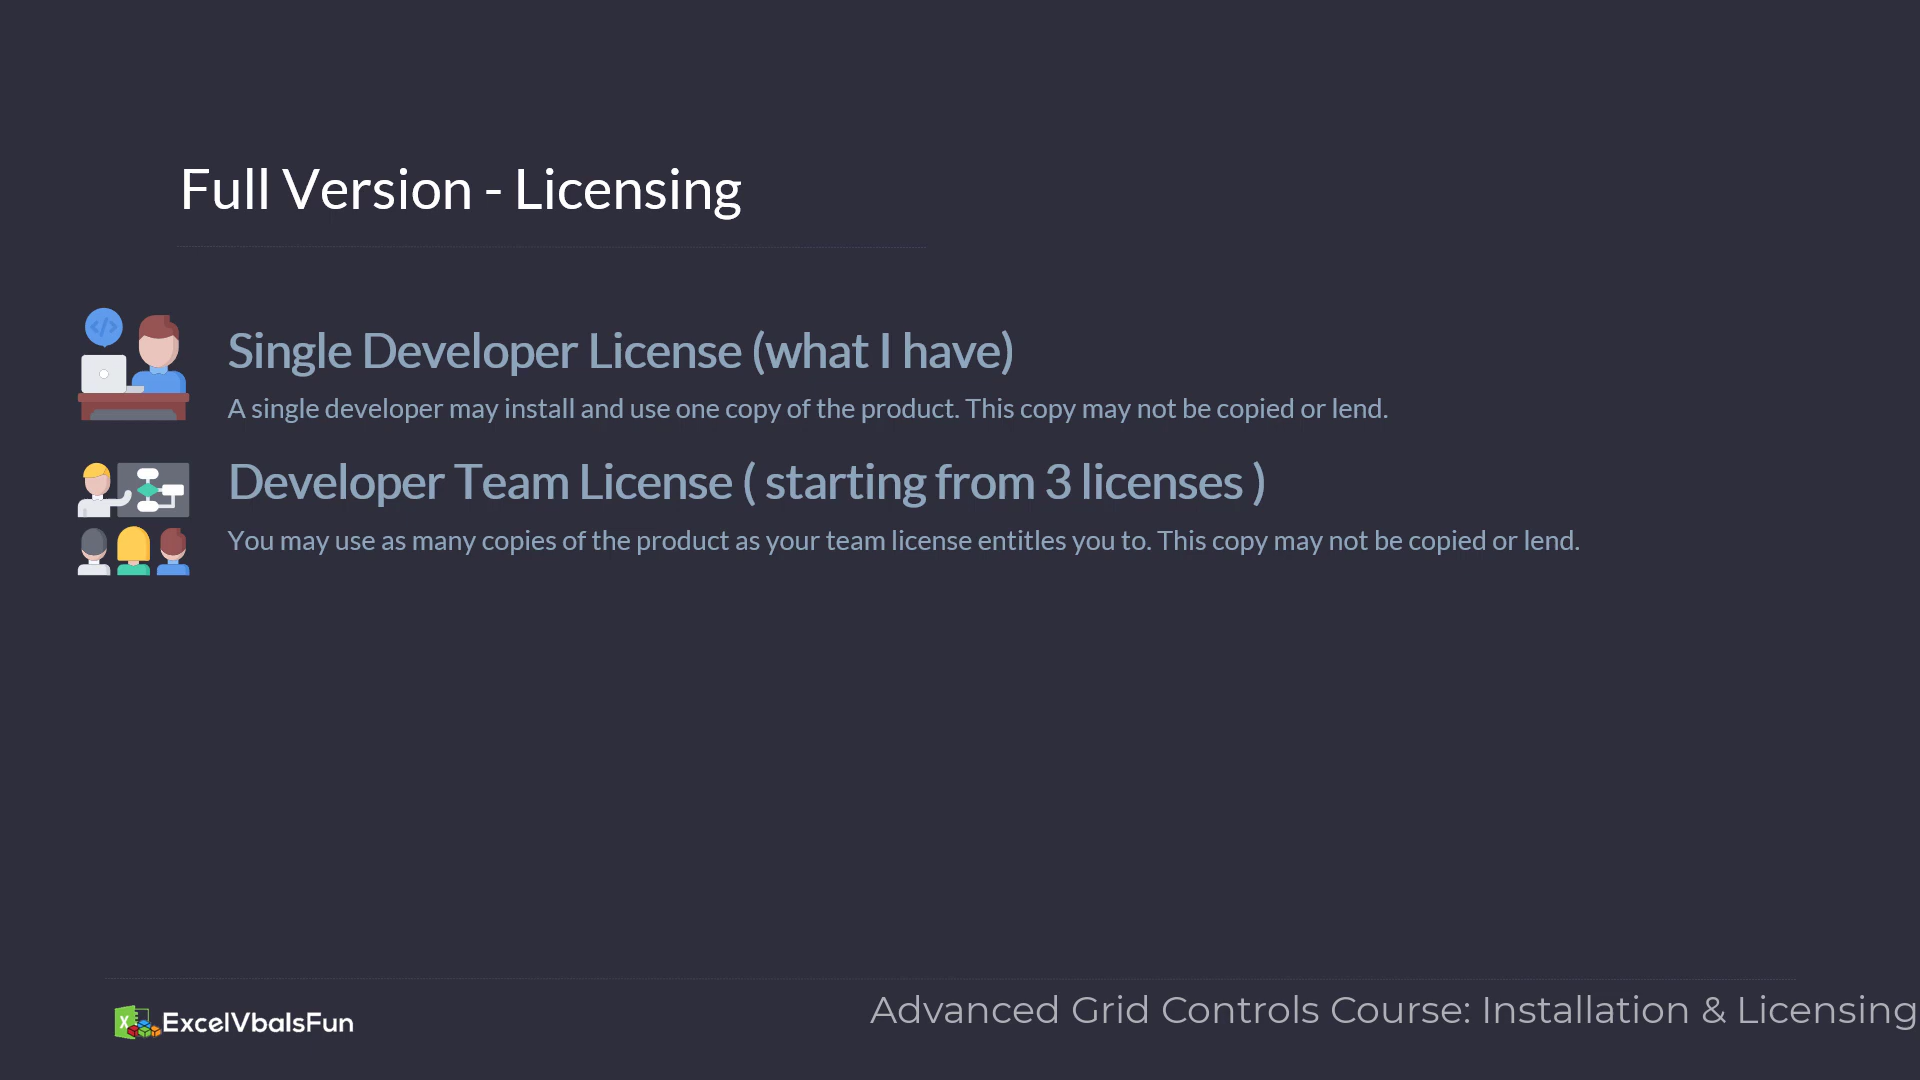 Full Version - Licensing
</>
Single Developer License (what I have)
A single developer may install and use one copy of the product. This copy may not be copied or lend.
Developer Team License ( starting from 3 licenses )
You may use as many copies of the product as your team license entitles you to. This copy may not be copied or lend.
X
ExcelVbaIsFun
Advanced Grid Controls Course: Installation & Licensing